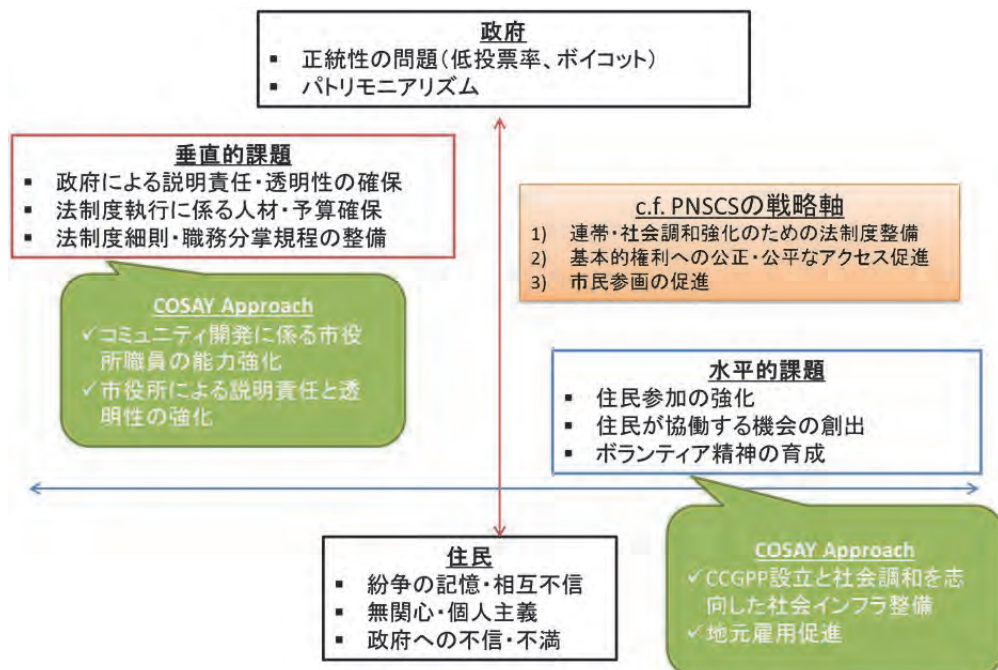 政府
▪ 正統性の問題(低投票率、ボイコット)
▪ パトリモニアリズム
垂直的課題
▪ 政府による説明責任・透明性の確保
▪ 法制度執行に係る人材・予算確保
▪ 法制度細則・職務分掌規程の整備
c.f. PNSCSの戦略軸
1) 連帯・社会調和強化のための法制度整備
2) 基本的権利への公正・公平なアクセス促進
3) 市民参画の促進
COSAY Approach
✓コミュニティ開発に係る市役
所職員の能力強化
✓市役所による説明責任と透
明性の強化
水平的課題
▪ 住民参加の強化
▪ 住民が協働する機会の創出
▪ ボランティア精神の育成
住民
▪ 紛争の記憶・相互不信
▪ 無関心・個人主義
▪ 政府への不信・不満
COSAY Approach
✓CCGPP設立と社会調和を志
向した社会インフラ整備
✓地元雇用促進